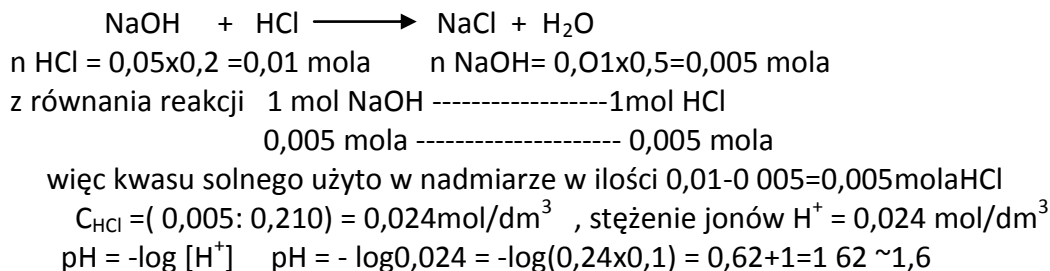 NaOH + HCl ⟶ NaCl + H₂O
n HCl = 0,05x0,2 =0,01 mola n NaOH= 0,O1x0,5=0,005 mola
z równania reakcji 1 mol NaOH ------------------1mol HCl
0,005 mola --------------------- 0,005 mola
więc kwasu solnego użyto w nadmiarze w ilości 0,01-0 005=0,005molaHCl
C_HCl =( 0,005: 0,210) = 0,024mol/dm³ , stężenie jonów H⁺ = 0,024 mol/dm³
pH = -log [H⁺] pH = - log0,024 = -log(0,24x0,1) = 0,62+1=1 62 ~1,6